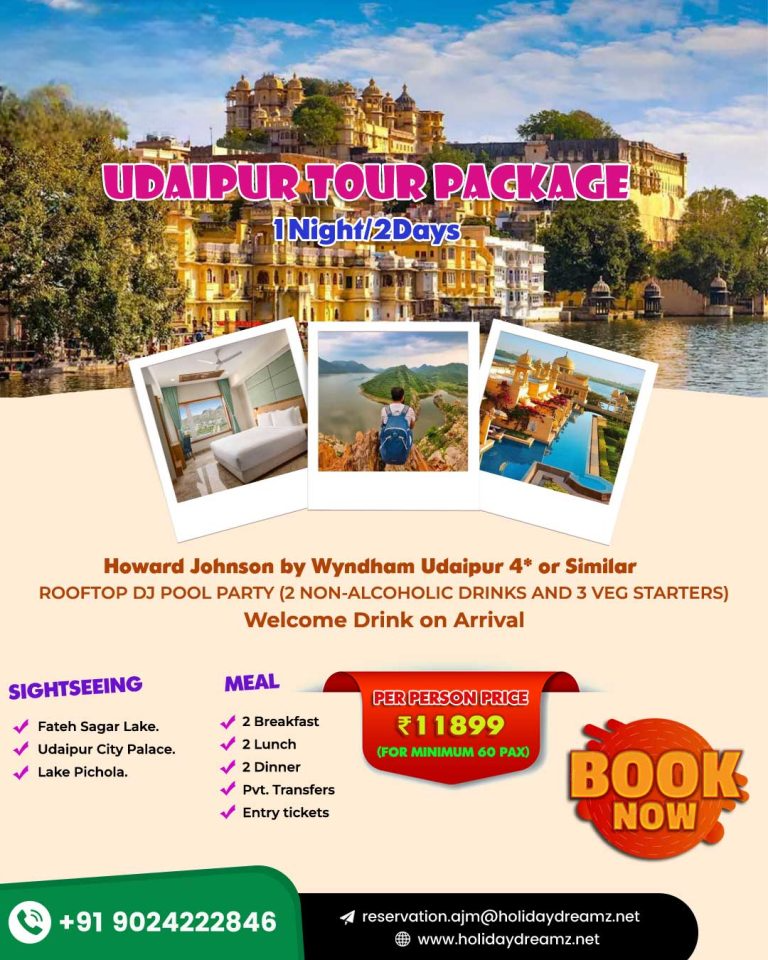 UDAIPUR TOUR PACKAGE
1Night/2Days
Howard Johnson by Wyndham Udaipur 4* or Similar
ROOFTOP DJ POOL PARTY (2 NON-ALCOHOLIC DRINKS AND 3 VEG STARTERS)
Welcome Drink on Arrival
SIGHTSEEING
Fateh Sagar Lake.
Udaipur City Palace.
Lake Pichola.
MEAL
2 Breakfast
2 Lunch
2 Dinner
Pvt. Transfers
Entry tickets
PER PERSON PRICE
₹11899
(FOR MINIMUM 60 PAX)
BOOK
NOW
+91 9024222846
reservation.ajm@holidaydreamz.net
www.holidaydreamz.net